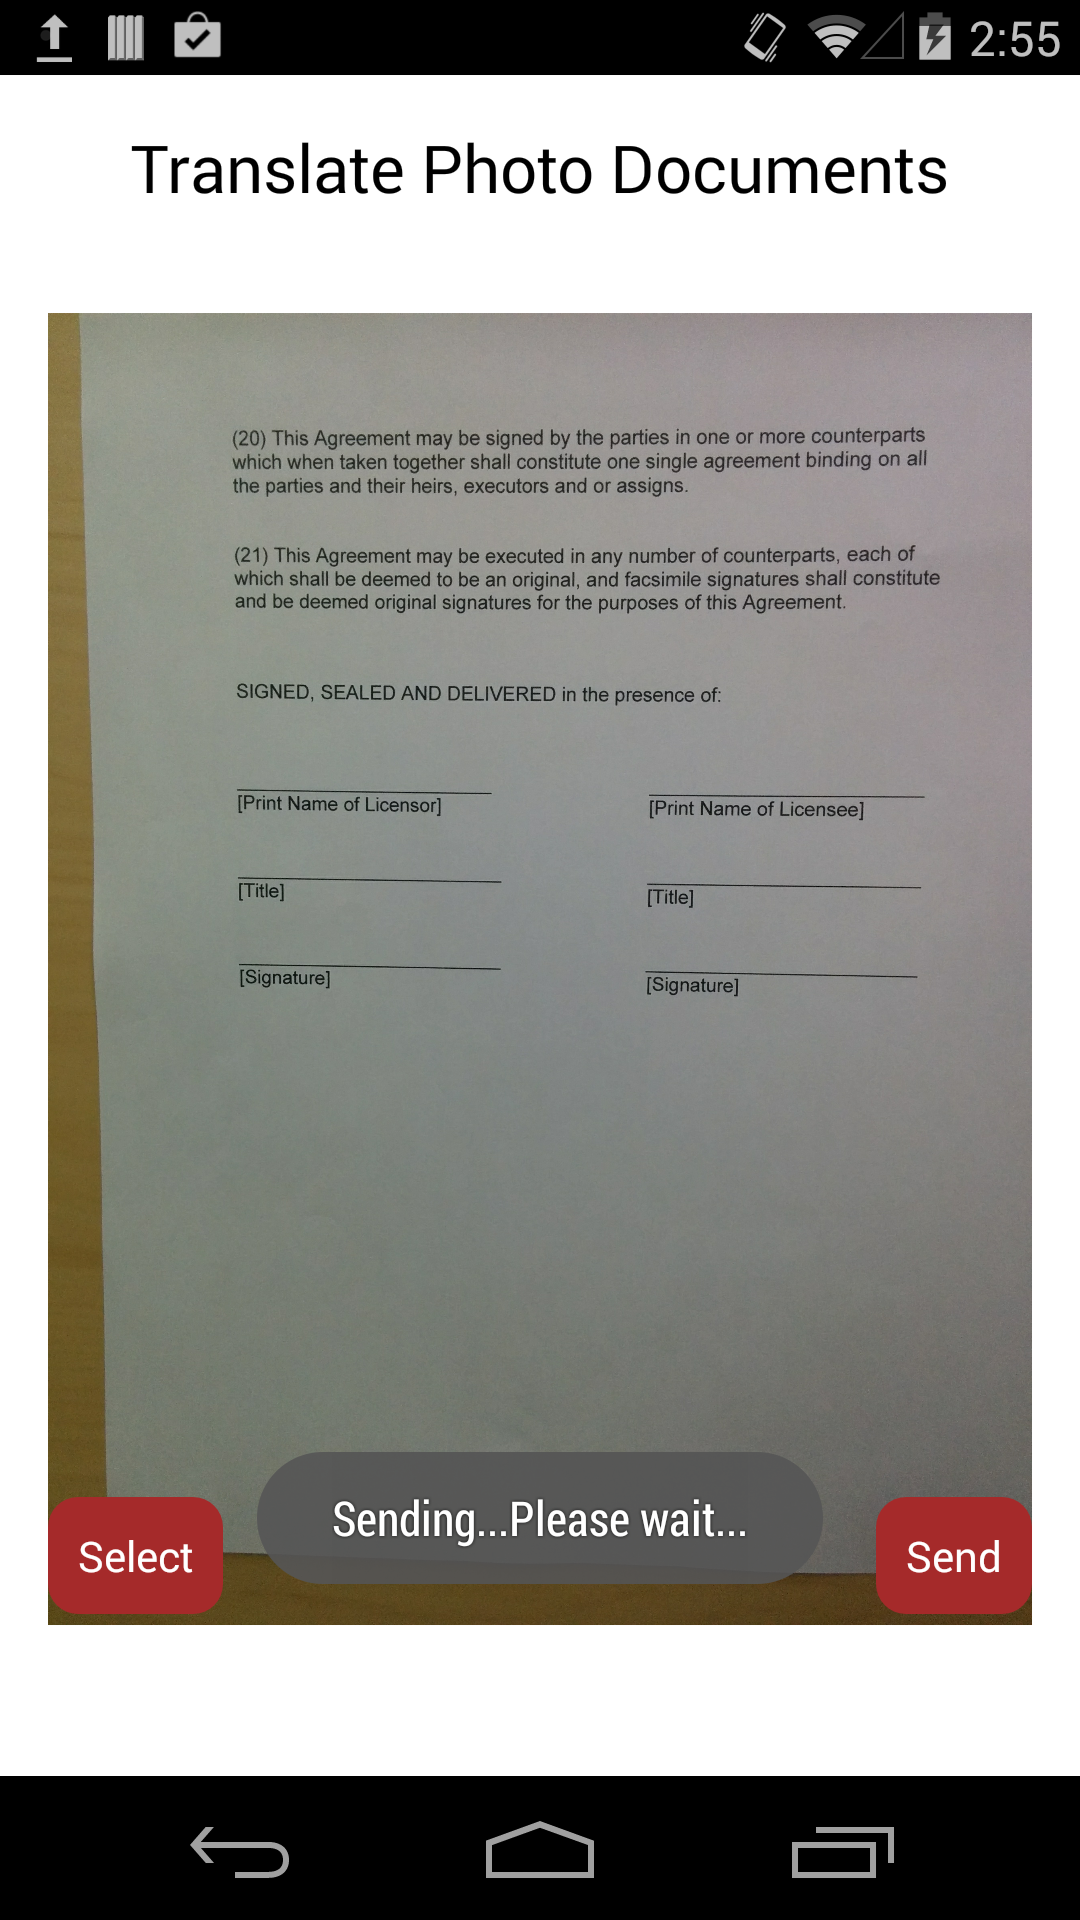 2:55
Translate Photo Documents
(20) This Agreement may be signed by the parties in one or more counterparts
which when taken together shall constitute one single agreement binding on all
the parties and their heirs, executors and or assigns.
(21) This Agreement may be executed in any number of counterparts, each of
which shall be deemed to be an original, and facsimile signatures shall constitute
and be deemed original signatures for the purposes of this Agreement.
SIGNED, SEALED AND DELIVERED in the presence of:
[Print Name of Licensor] [Print Name of Licensee]
[Title] [Title]
[Signature] [Signature]
Sending...Please wait...
Select Send